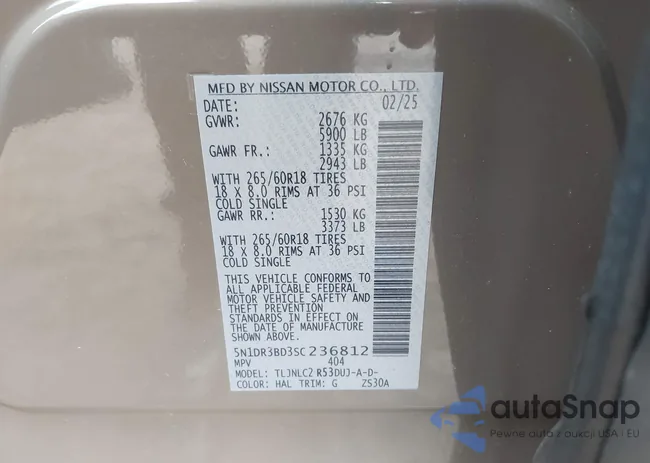 MFD BY NISSAN MOTOR CO., LTD.
DATE: 02/25
GVWR: 2676 KG
5900 LB
GAWR FR.: 1335 KG
2943 LB
WITH 265/60R18 TIRES
18 X 8.0 RIMS AT 36 PSI
COLD SINGLE
GAWR RR.: 1530 KG
3373 LB
WITH 265/60R18 TIRES
18 X 8.0 RIMS AT 36 PSI
COLD SINGLE
THIS VEHICLE CONFORMS TO
ALL APPLICABLE FEDERAL
MOTOR VEHICLE SAFETY AND
THEFT PREVENTION
STANDARDS IN EFFECT ON
THE DATE OF MANUFACTURE
SHOWN ABOVE.
5N1DR3BD3SC236812
MPV 404
MODEL: TLJNLC2 R53DUJ-A-D-
COLOR: HAL TRIM: G ZS30A
autoSnap
Pewne auta z aukcji USA i EU